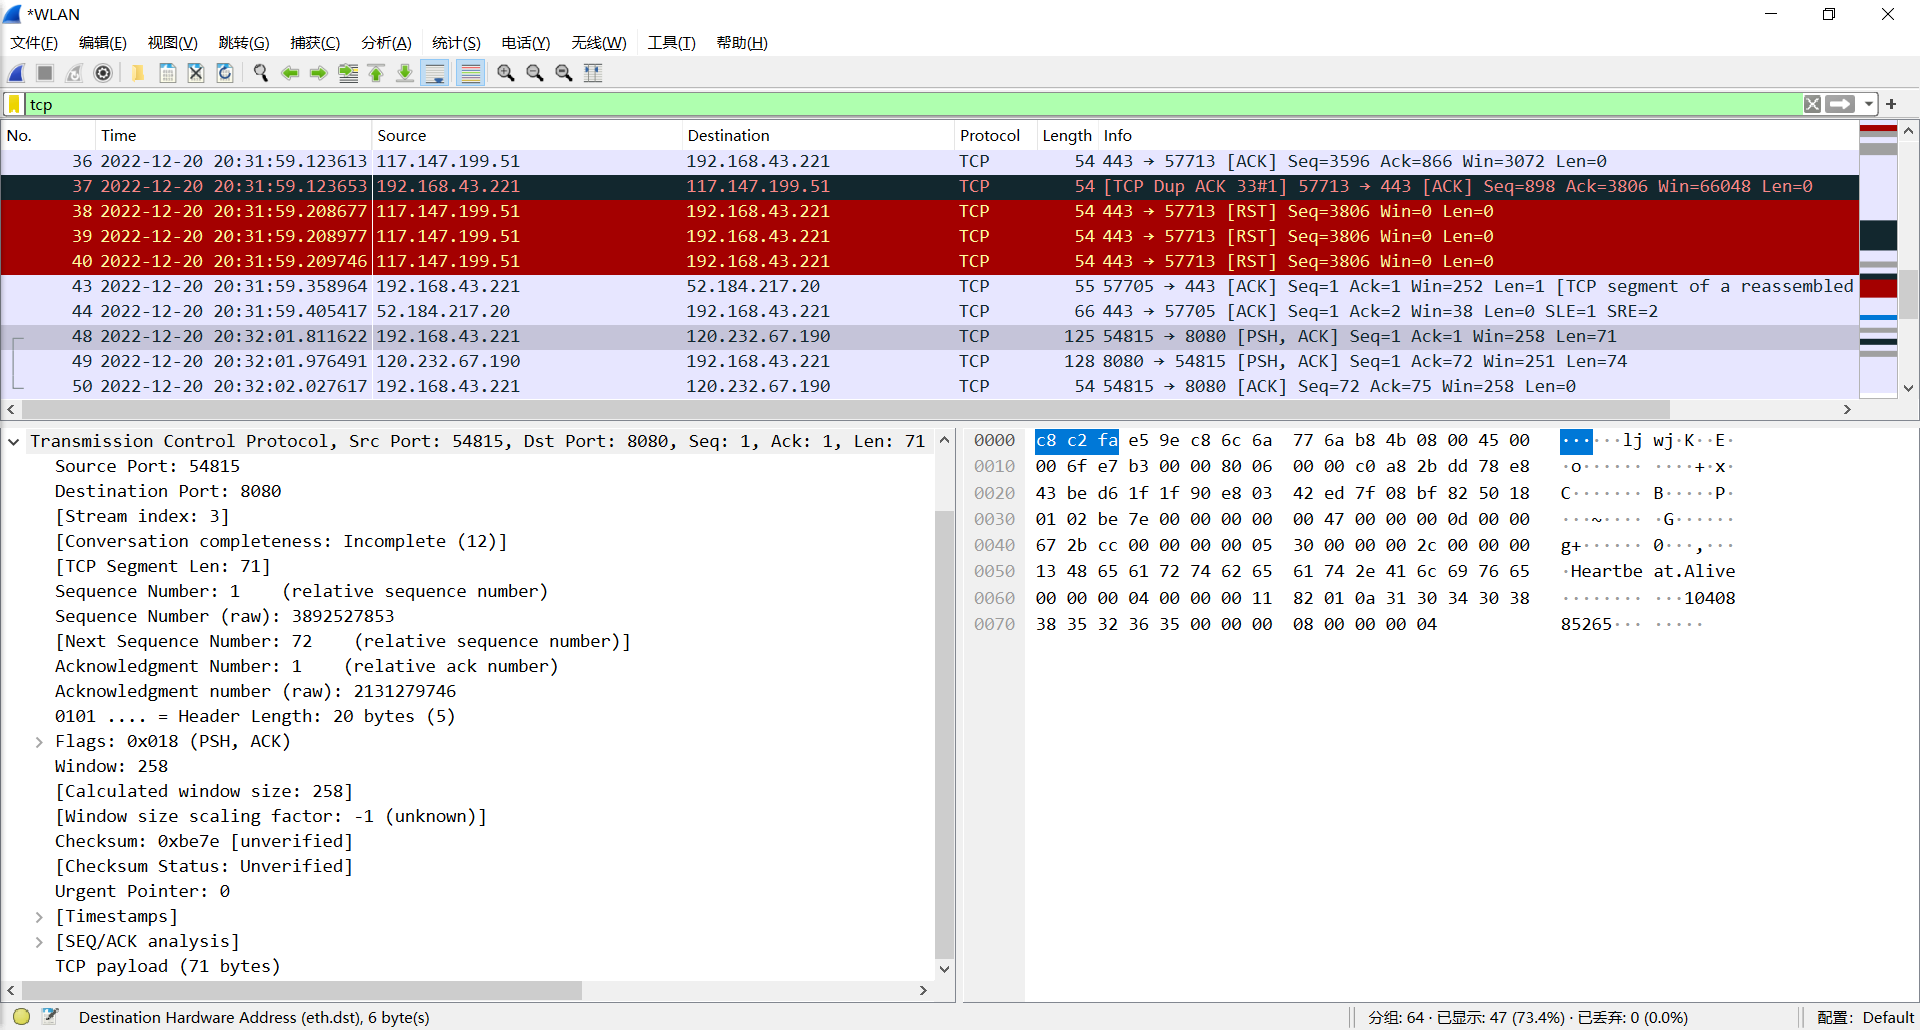 *WLAN
文件(F) 编辑(E) 视图(V) 跳转(G) 捕获(C) 分析(A) 统计(S) 电话(Y) 无线(W) 工具(T) 帮助(H)
tcp
No. Time Source Destination Protocol Length Info
36 2022-12-20 20:31:59.123613 117.147.199.51 192.168.43.221 TCP 54 443 → 57713 [ACK] Seq=3596 Ack=866 Win=3072 Len=0
37 2022-12-20 20:31:59.123653 192.168.43.221 117.147.199.51 TCP 54 [TCP Dup ACK 33#1] 57713 → 443 [ACK] Seq=898 Ack=3806 Win=66048 Len=0
38 2022-12-20 20:31:59.208677 117.147.199.51 192.168.43.221 TCP 54 443 → 57713 [RST] Seq=3806 Win=0 Len=0
39 2022-12-20 20:31:59.208977 117.147.199.51 192.168.43.221 TCP 54 443 → 57713 [RST] Seq=3806 Win=0 Len=0
40 2022-12-20 20:31:59.209746 117.147.199.51 192.168.43.221 TCP 54 443 → 57713 [RST] Seq=3806 Win=0 Len=0
43 2022-12-20 20:31:59.358964 192.168.43.221 52.184.217.20 TCP 55 57705 → 443 [ACK] Seq=1 Ack=1 Win=252 Len=1 [TCP segment of a reassembled
44 2022-12-20 20:31:59.405417 52.184.217.20 192.168.43.221 TCP 66 443 → 57705 [ACK] Seq=1 Ack=2 Win=38 Len=0 SLE=1 SRE=2
48 2022-12-20 20:32:01.811622 192.168.43.221 120.232.67.190 TCP 125 54815 → 8080 [PSH, ACK] Seq=1 Ack=1 Win=258 Len=71
49 2022-12-20 20:32:01.976491 120.232.67.190 192.168.43.221 TCP 128 8080 → 54815 [PSH, ACK] Seq=1 Ack=72 Win=251 Len=74
50 2022-12-20 20:32:02.027617 192.168.43.221 120.232.67.190 TCP 54 54815 → 8080 [ACK] Seq=72 Ack=75 Win=258 Len=0
Transmission Control Protocol, Src Port: 54815, Dst Port: 8080, Seq: 1, Ack: 1, Len: 71
Source Port: 54815
Destination Port: 8080
[Stream index: 3]
[Conversation completeness: Incomplete (12)]
[TCP Segment Len: 71]
Sequence Number: 1 (relative sequence number)
Sequence Number (raw): 3892527853
[Next Sequence Number: 72 (relative sequence number)]
Acknowledgment Number: 1 (relative ack number)
Acknowledgment number (raw): 2131279746
0101 .... = Header Length: 20 bytes (5)
Flags: 0x018 (PSH, ACK)
Window: 258
[Calculated window size: 258]
[Window size scaling factor: -1 (unknown)]
Checksum: 0xbe7e [unverified]
[Checksum Status: Unverified]
Urgent Pointer: 0
[Timestamps]
[SEQ/ACK analysis]
TCP payload (71 bytes)
0000 c8 c2 fa e5 9e c8 6c 6a 77 6a b8 4b 08 00 45 00 ······lj wj·K··E·
0010 00 6f e7 b3 00 00 80 06 00 00 c0 a8 2b dd 78 e8 ·o······ ····+·x·
0020 43 be d6 1f 1f 90 e8 03 42 ed 7f 08 bf 82 50 18 C······· B·····P·
0030 01 02 be 7e 00 00 00 00 00 47 00 00 00 0d 00 00 ···~···· ·G······
0040 67 2b cc 00 00 00 00 05 30 00 00 00 2c 00 00 00 g+······ 0···,···
0050 13 48 65 61 72 74 62 65 61 74 2e 41 6c 69 76 65 ·Heartbe at.Alive
0060 00 00 00 04 00 00 00 11 82 01 0a 31 30 34 30 38 ········ ···10408
0070 38 35 32 36 35 00 00 00 08 00 00 00 04 85265··· ·····
Destination Hardware Address (eth.dst), 6 byte(s) 分组: 64 · 已显示: 47 (73.4%) · 已丢弃: 0 (0.0%) 配置: Default